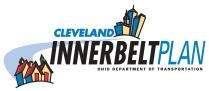 CLEVELAND
INNERBELTPLAN
OHIO DEPARTMENT OF TRANSPORTATION